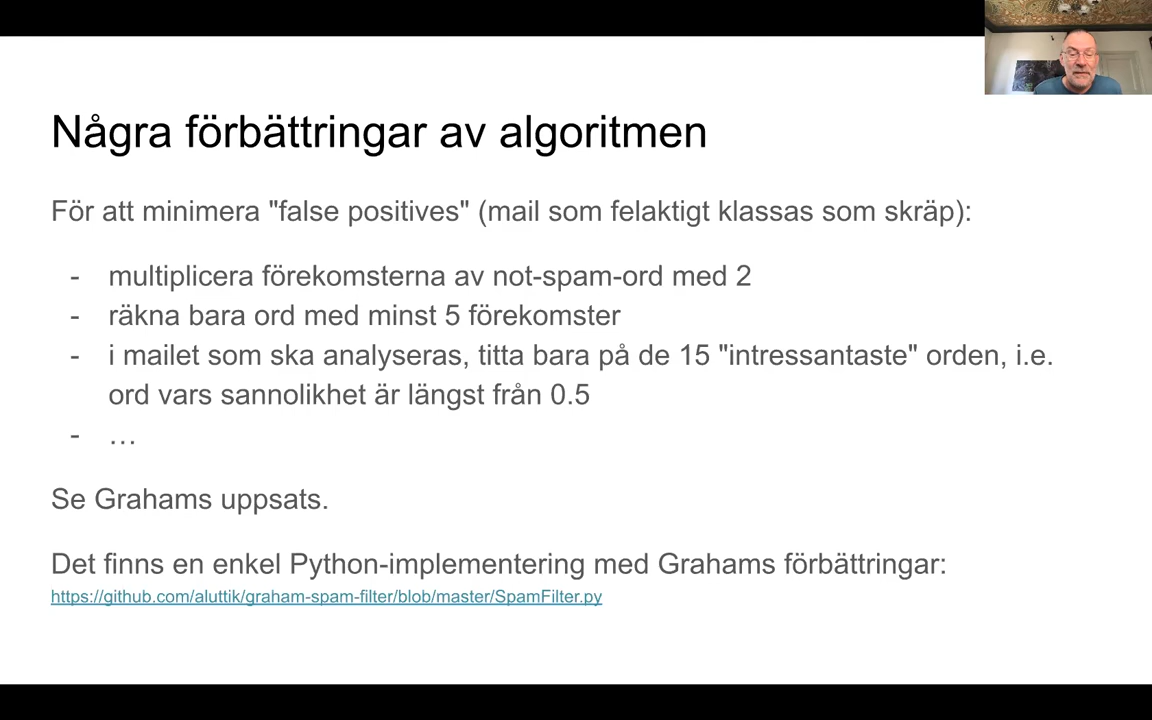 Några förbättringar av algoritmen
För att minimera "false positives" (mail som felaktigt klassas som skräp):
- multiplicera förekomsterna av not-spam-ord med 2
- räkna bara ord med minst 5 förekomster
- i mailet som ska analyseras, titta bara på de 15 "intressantaste" orden, i.e.
ord vars sannolikhet är längst från 0.5
- …
Se Grahams uppsats.
Det finns en enkel Python-implementering med Grahams förbättringar:
https://github.com/aluttik/graham-spam-filter/blob/master/SpamFilter.py